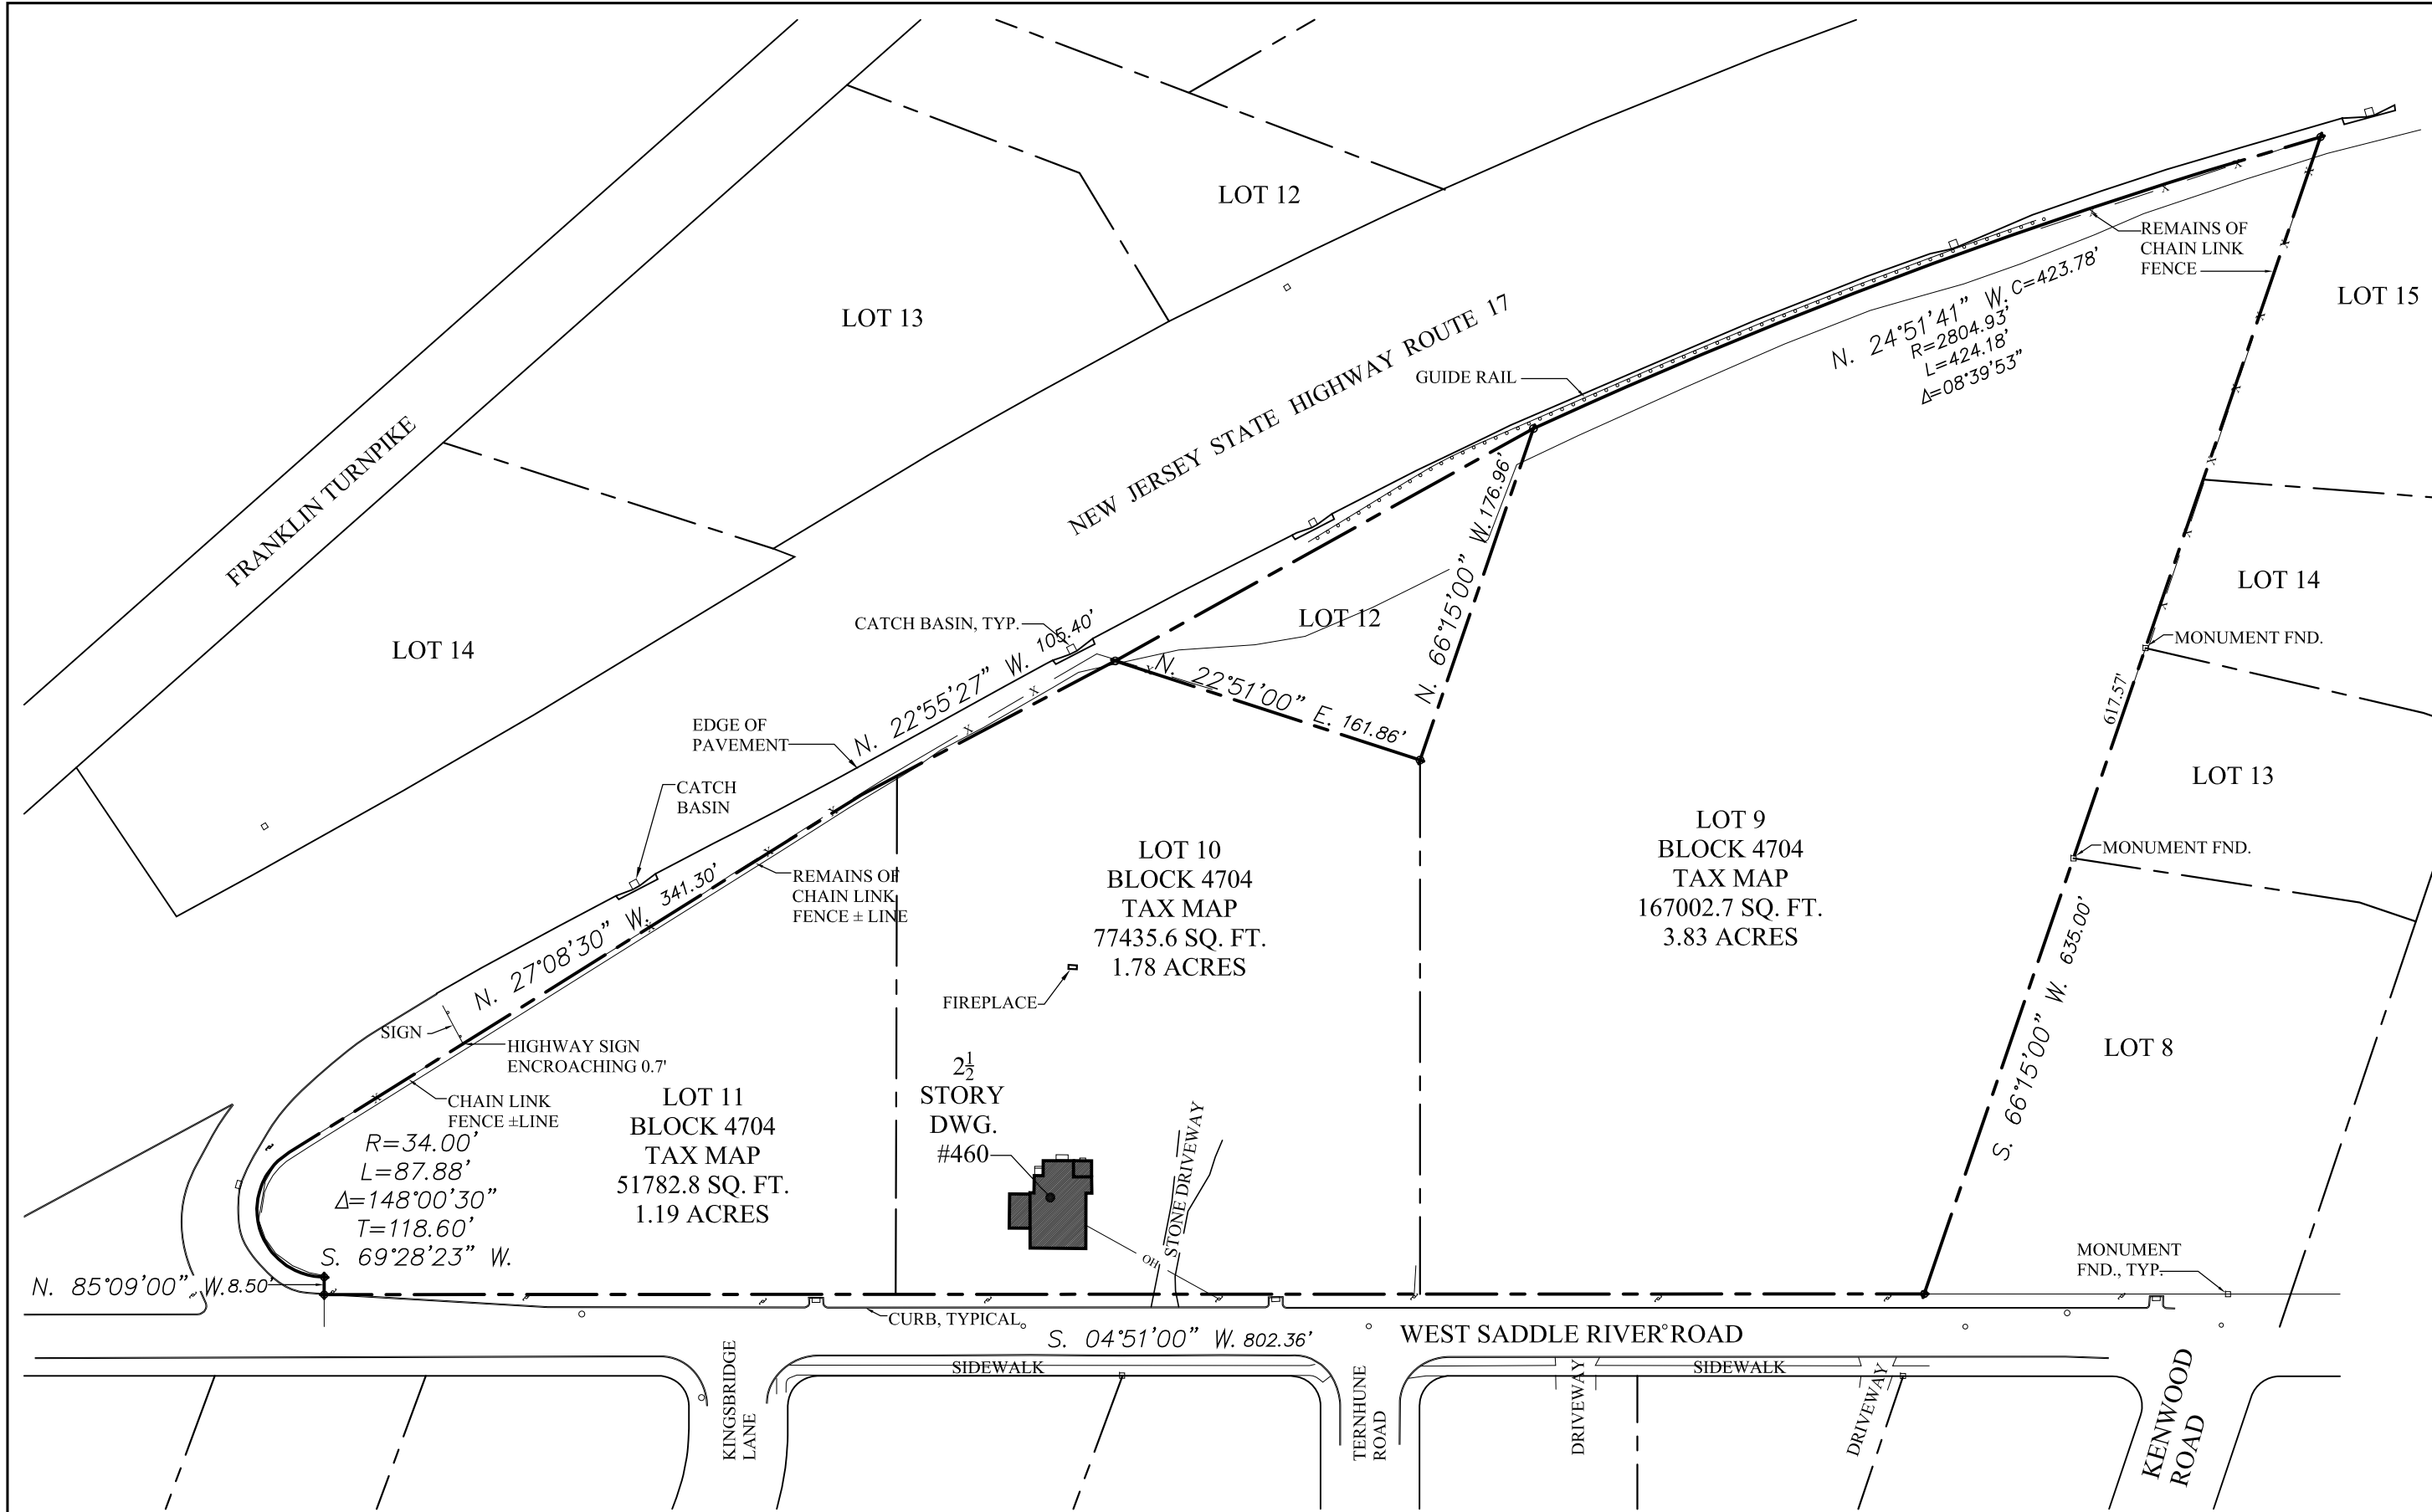 LOT 12
LOT 13
REMAINS OF
CHAIN LINK
FENCE
LOT 15
N. 24°51'41" W. C=423.78'
R=2804.93'
L=424.18'
Δ=08°39'53"
NEW JERSEY STATE HIGHWAY ROUTE 17
GUIDE RAIL
FRANKLIN TURNPIKE
LOT 14
CATCH BASIN, TYP.
LOT 12
N. 66°15'00" W. 176.96'
LOT 14
MONUMENT FND.
N. 22°55'27" W. 105.40'
N. 22°51'00" E. 161.86'
617.57'
EDGE OF
PAVEMENT
CATCH
BASIN
LOT 13
MONUMENT FND.
LOT 10
BLOCK 4704
TAX MAP
77435.6 SQ. FT.
1.78 ACRES
LOT 9
BLOCK 4704
TAX MAP
167002.7 SQ. FT.
3.83 ACRES
REMAINS OF
CHAIN LINK
FENCE ± LINE
N. 27°08'30" W. 341.30'
FIREPLACE
S. 66°15'00" W. 635.00'
SIGN
HIGHWAY SIGN
ENCROACHING 0.7'
LOT 8
CHAIN LINK
FENCE ±LINE
LOT 11
BLOCK 4704
TAX MAP
51782.8 SQ. FT.
1.19 ACRES
2½
STORY
DWG.
#460
STONE DRIVEWAY
OH
R=34.00'
L=87.88'
Δ=148°00'30"
T=118.60'
S. 69°28'23" W.
N. 85°09'00" W. 8.50'
MONUMENT
FND., TYP.
CURB, TYPICAL
S. 04°51'00" W. 802.36'
WEST SADDLE RIVER ROAD
SIDEWALK
SIDEWALK
KINGSBRIDGE
LANE
TERNHUNE
ROAD
DRIVEWAY
DRIVEWAY
KENWOOD
ROAD